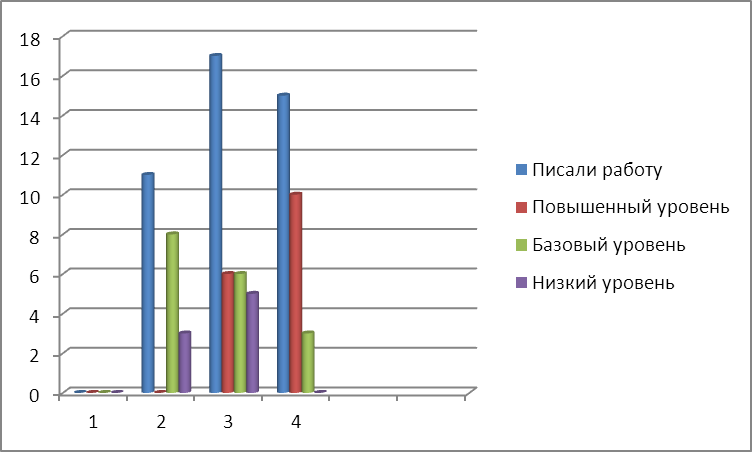 18
16
14
12
10
8
6
4
2
0
1 2 3 4
Писали работу
Повышенный уровень
Базовый уровень
Низкий уровень